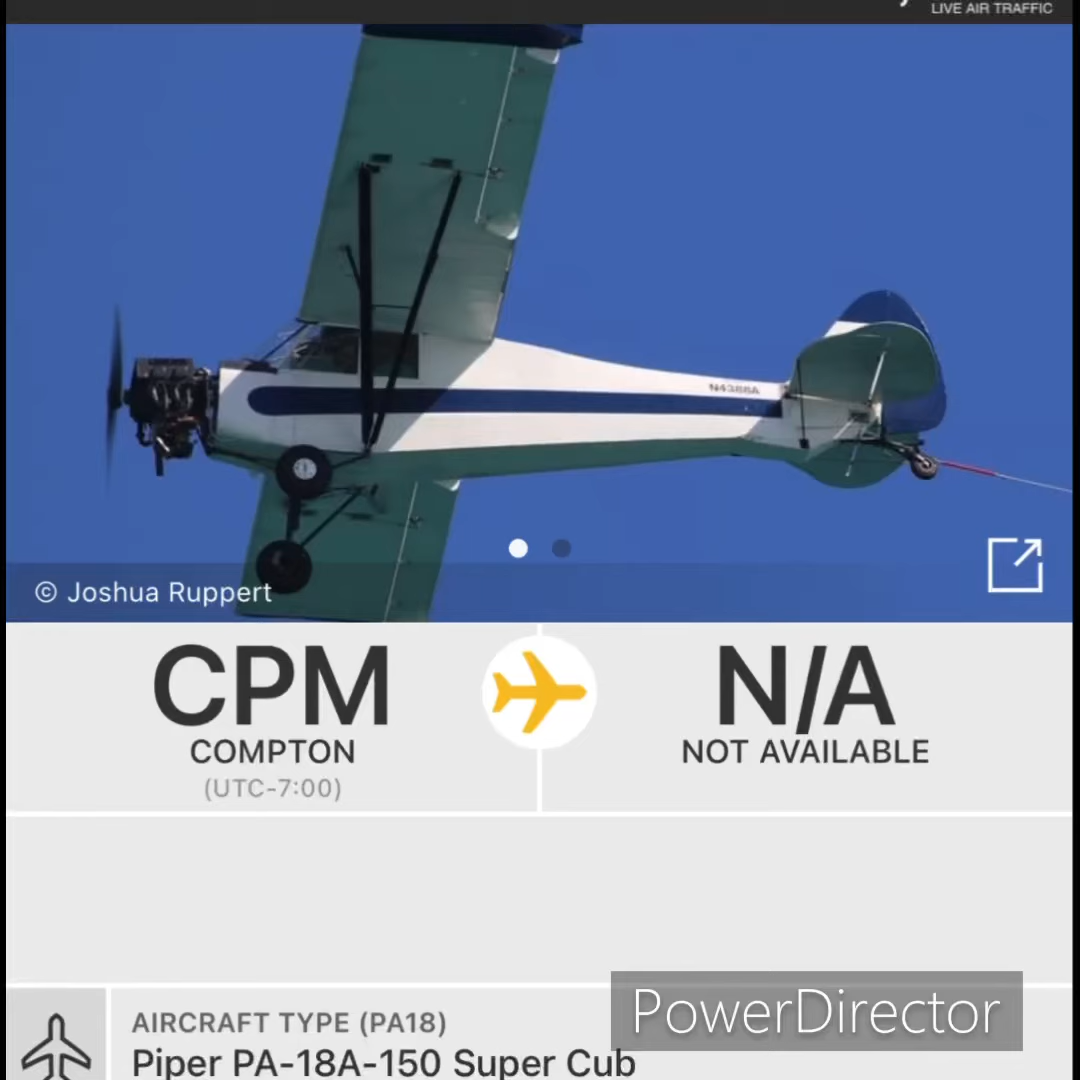 LIVE AIR TRAFFIC
N4388A
© Joshua Ruppert
CPM
COMPTON
(UTC-7:00)
N/A
NOT AVAILABLE
AIRCRAFT TYPE (PA18)
Piper PA-18A-150 Super Cub
PowerDirector